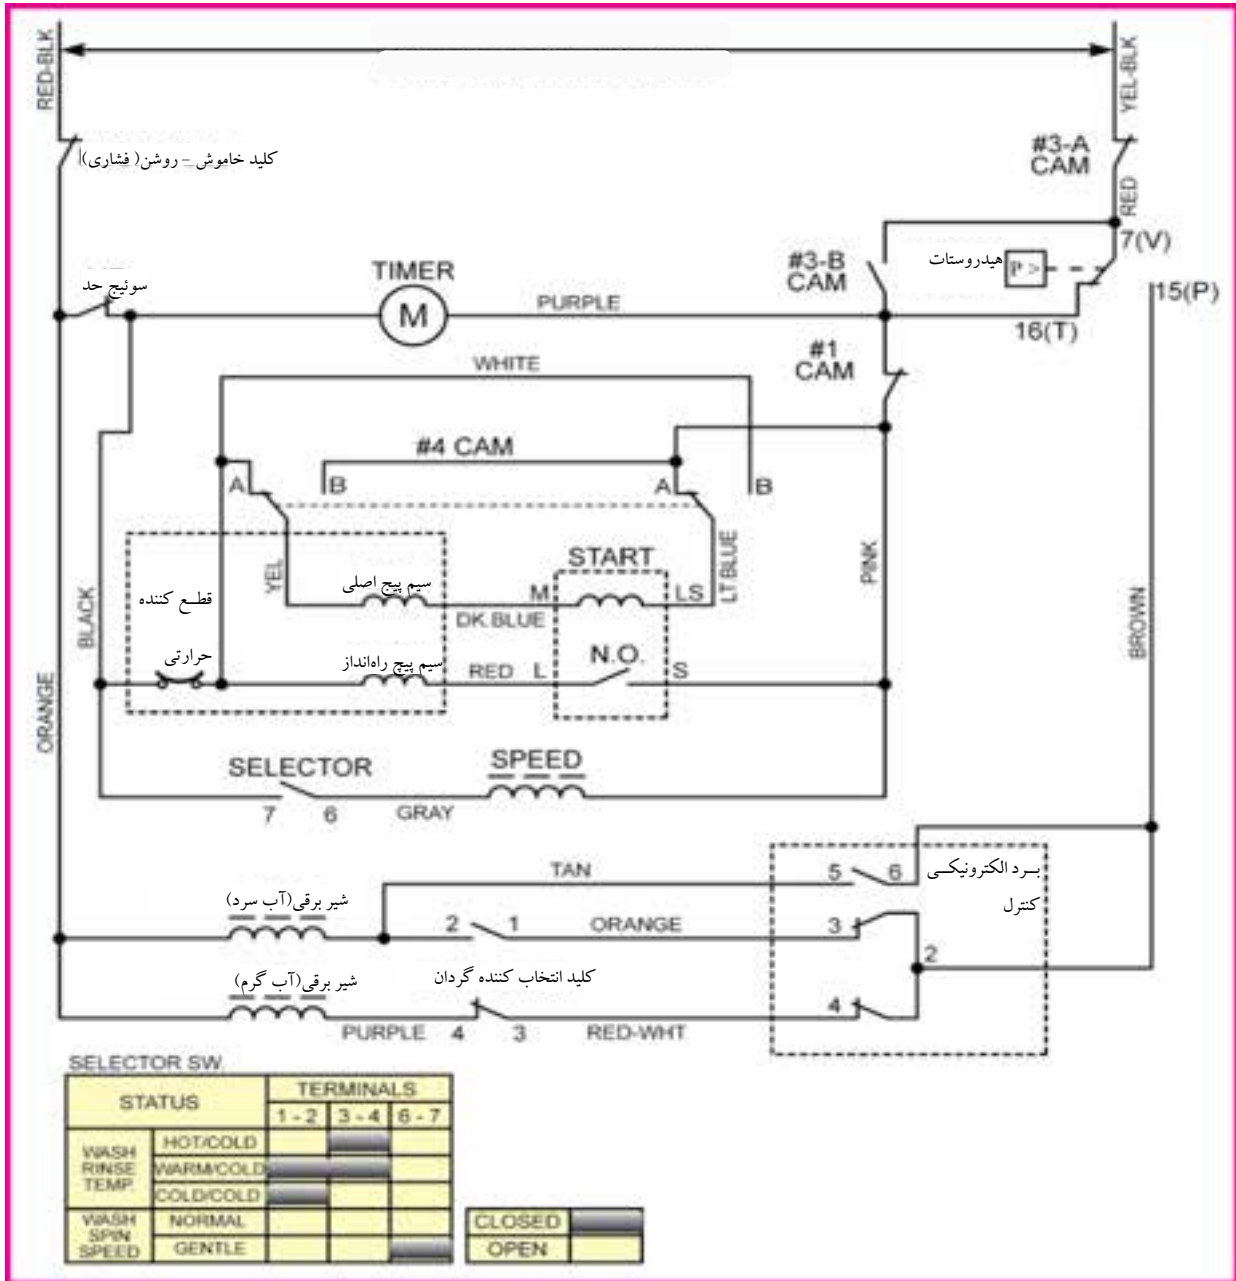 RED-BLK
YEL-BLK
کلید خاموش - روشن( فشاری)
#3-A
CAM
RED
7(V)
هیدروستات
P >
#3-B
CAM
15(P)
16(T)
سوئیچ حد
TIMER
M
PURPLE
#1
CAM
WHITE
#4 CAM
A
B
A
B
YEL
LT.BLUE
PINK
BROWN
BLACK
ORANGE
قطع کننده
حرارتی
سیم پیچ اصلی
سیم پیچ راه‌انداز
START
M
LS
DK.BLUE
N.O.
RED
L
S
SELECTOR
SPEED
7
6
GRAY
TAN
5
6
برد الکترونیکی
کنترل
شیر برقی(آب سرد)
2
1
ORANGE
3
2
شیر برقی(آب گرم)
کلید انتخاب کننده گردان
4
PURPLE
4
3
RED-WHT
SELECTOR SW.
STATUS
TERMINALS
1 - 2
3 - 4
6 - 7
WASH
RINSE
TEMP.
HOT/COLD
WARM/COLD
COLD/COLD
WASH
SPIN
SPEED
NORMAL
GENTLE
CLOSED
OPEN